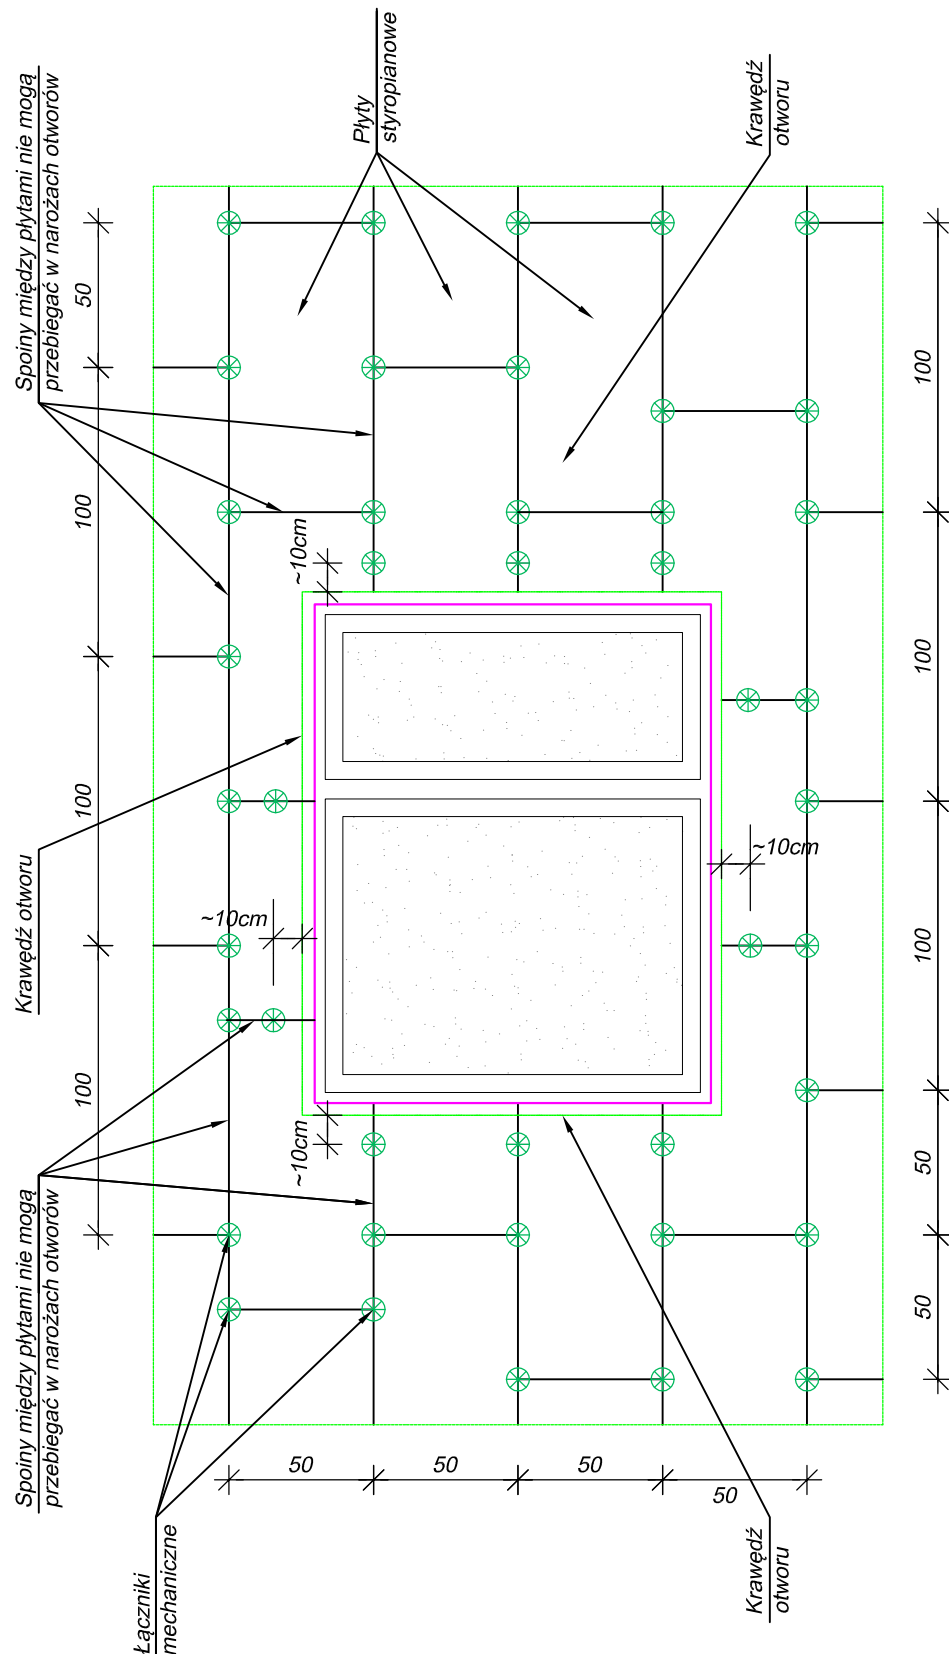 Spoiny między płytami nie mogą
przebiegać w narożach otworów
Płyty
styropianowe
Krawędź
otworu
50
100
100
100
100
100
100
50
50
~10cm
~10cm
~10cm
~10cm
Krawędź otworu
Spoiny między płytami nie mogą
przebiegać w narożach otworów
50
50
50
50
Łączniki
mechaniczne
Krawędź
otworu